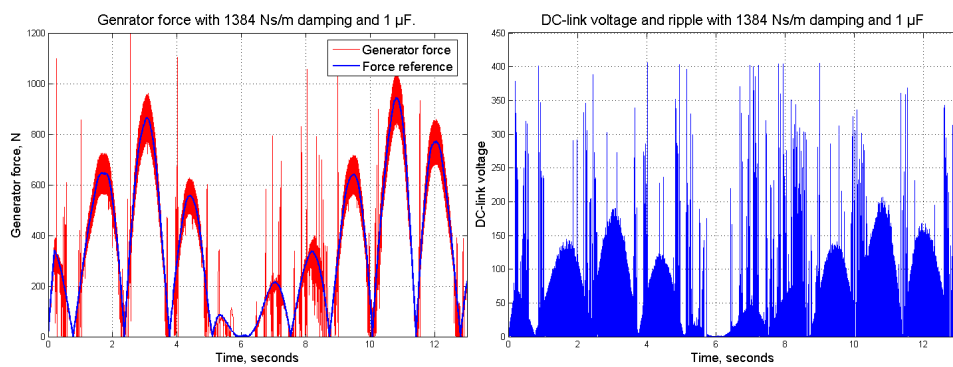 Genrator force with 1384 Ns/m damping and 1 µF.
1200
1000
800
600
400
200
0
0 2 4 6 8 10 12
Generator force, N
Time, seconds
Generator force
Force reference
DC-link voltage and ripple with 1384 Ns/m damping and 1 µF
450
400
350
300
250
200
150
100
50
0
0 2 4 6 8 10 12
DC-link voltage
Time, seconds